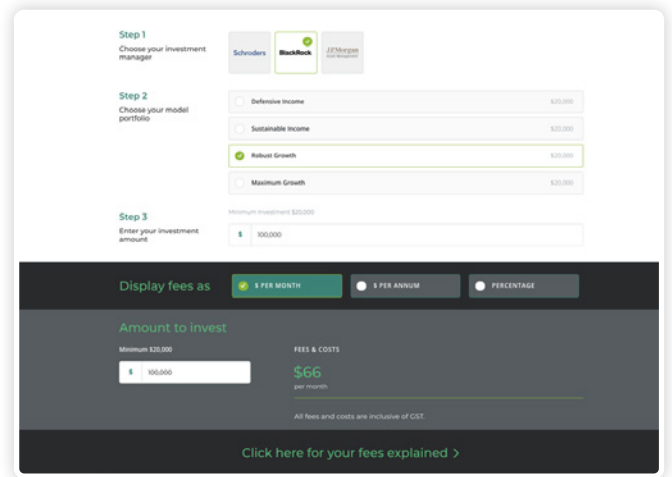 Step 1
Choose your investment
manager
Schroders
BlackRock
J.P.Morgan
Asset Management
Step 2
Choose your model
portfolio
Defensive Income $20,000
Sustainable Income $20,000
Robust Growth $20,000
Maximum Growth $20,000
Step 3
Enter your investment
amount
Minimum Investment $20,000
$ 100,000
Display fees as
$ PER MONTH
$ PER ANNUM
PERCENTAGE
Amount to invest
Minimum $20,000
$ 100,000
FEES & COSTS
$66
per month
All fees and costs are inclusive of GST.
Click here for your fees explained >